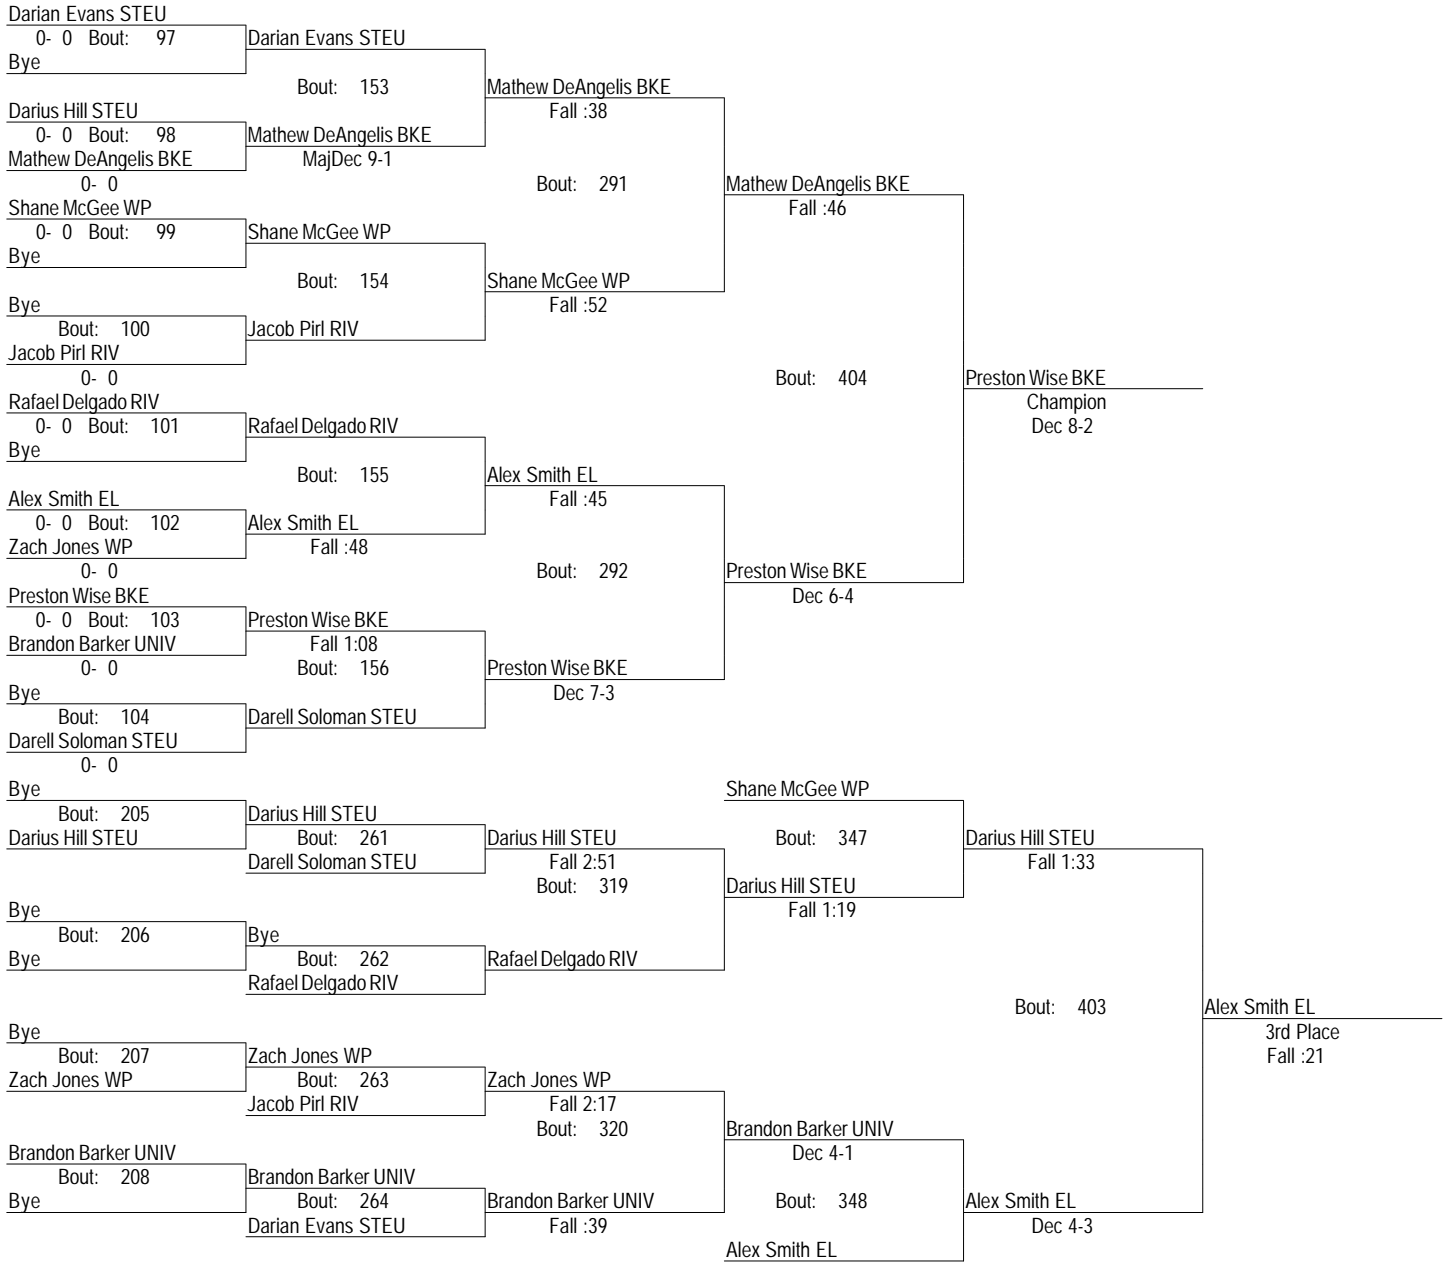 Darian Evans STEU
0- 0 Bout: 97 Darian Evans STEU
Bye
Bout: 153 Mathew DeAngelis BKE
Darius Hill STEU Fall :38
0- 0 Bout: 98 Mathew DeAngelis BKE
Mathew DeAngelis BKE MajDec 9-1
0- 0 Bout: 291 Mathew DeAngelis BKE
Shane McGee WP Fall :46
0- 0 Bout: 99 Shane McGee WP
Bye
Bout: 154 Shane McGee WP
Bye Fall :52
Bout: 100 Jacob Pirl RIV
Jacob Pirl RIV
0- 0 Bout: 404 Preston Wise BKE
Rafael Delgado RIV Champion
0- 0 Bout: 101 Rafael Delgado RIV Dec 8-2
Bye
Bout: 155 Alex Smith EL
Alex Smith EL Fall :45
0- 0 Bout: 102 Alex Smith EL
Zach Jones WP Fall :48
0- 0 Bout: 292 Preston Wise BKE
Preston Wise BKE Dec 6-4
0- 0 Bout: 103 Preston Wise BKE
Brandon Barker UNIV Fall 1:08
0- 0 Bout: 156 Preston Wise BKE
Bye Dec 7-3
Bout: 104 Darell Soloman STEU
Darell Soloman STEU
0- 0
Bye Shane McGee WP
Bout: 205 Darius Hill STEU
Darius Hill STEU Bout: 261 Darius Hill STEU Bout: 347 Darius Hill STEU
Darell Soloman STEU Fall 2:51 Fall 1:33
Bout: 319 Darius Hill STEU
Bye Fall 1:19
Bout: 206 Bye
Bye Bout: 262 Rafael Delgado RIV
Rafael Delgado RIV
Bout: 403 Alex Smith EL
Bye 3rd Place
Bout: 207 Zach Jones WP Fall :21
Zach Jones WP Bout: 263 Zach Jones WP
Jacob Pirl RIV Fall 2:17
Bout: 320 Brandon Barker UNIV
Brandon Barker UNIV Dec 4-1
Bout: 208 Brandon Barker UNIV
Bye Bout: 264 Brandon Barker UNIV Bout: 348 Alex Smith EL
Darian Evans STEU Fall :39 Dec 4-3
Alex Smith EL